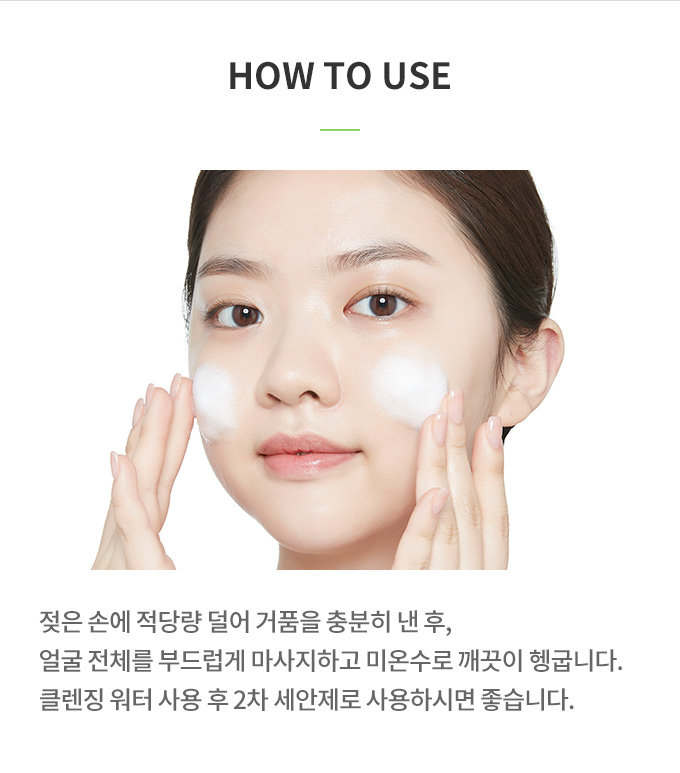 HOW TO USE
젖은 손에 적당량 덜어 거품을 충분히 낸 후,
얼굴 전체를 부드럽게 마사지하고 미온수로 깨끗이 헹굽니다.
클렌징 워터 사용 후 2차 세안제로 사용하시면 좋습니다.